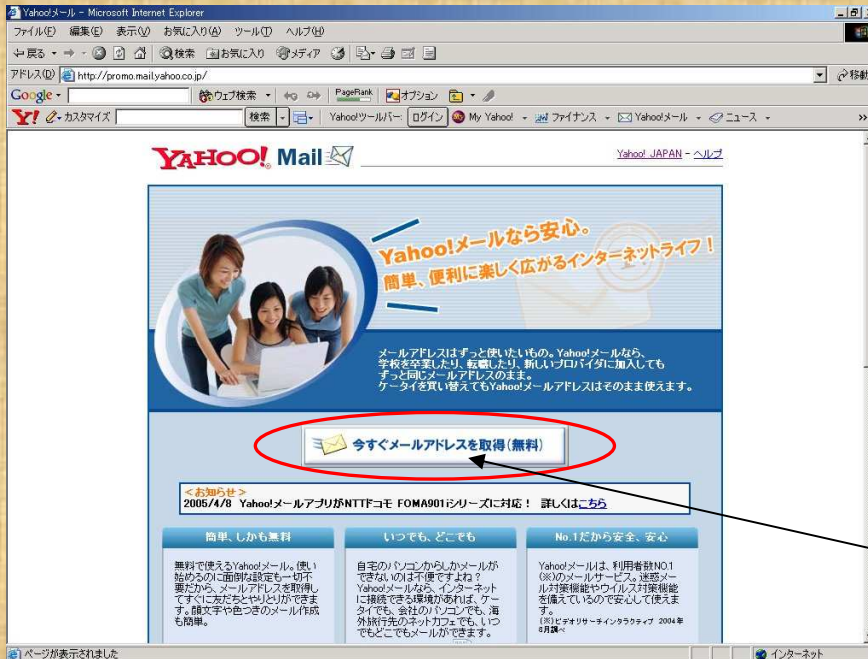 Yahoo!メール - Microsoft Internet Explorer
ファイル(F) 編集(E) 表示(V) お気に入り(A) ツール(T) ヘルプ(H)
戻る 検索 お気に入り メディア
アドレス(D) http://promo.mail.yahoo.co.jp/ 移動
Google ウェブ検索 PageRank オプション
Y! カスタマイズ 検索 Yahoo!ツールバー: ログイン My Yahoo! ファイナンス Yahoo!メール ニュース »
YAHOO! Mail Yahoo! JAPAN - ヘルプ
Yahoo!メールなら安心。
簡単、便利に楽しく広がるインターネットライフ!
メールアドレスはずっと使いたいもの。Yahoo!メールなら、
学校を卒業したり、転職したり、新しいプロバイダに加入しても
ずっと同じメールアドレスのまま。
ケータイを買い替えてもYahoo!メールアドレスはそのまま使えます。
今すぐメールアドレスを取得(無料)
<お知らせ>
2005/4/8 Yahoo!メールアプリがNTTドコモ FOMA901iシリーズに対応! 詳しくはこちら
簡単、しかも無料
無料で使えるYahoo!メール。使い
始めるのに面倒な設定も一切不
要だから、メールアドレスを取得し
てすぐに友だちとやりとりができま
す。顔文字や色つきのメール作成
も簡単。
いつでも、どこでも
自宅のパソコンからしかメールが
できないのは不便ですよね?
Yahoo!メールなら、インターネット
に接続できる環境があれば、ケー
タイでも、会社のパソコンでも、海
外旅行先のネットカフェでも、いつ
でもどこでもメールができます。
No.1だから安全、安心
Yahoo!メールは、利用者数NO.1
(※)のメールサービス。迷惑メー
ル対策機能やウイルス対策機能
を備えているので安心して使えま
す。
(※)ビデオリサーチインタラクティブ 2004年
6月調べ
ページが表示されました インターネット